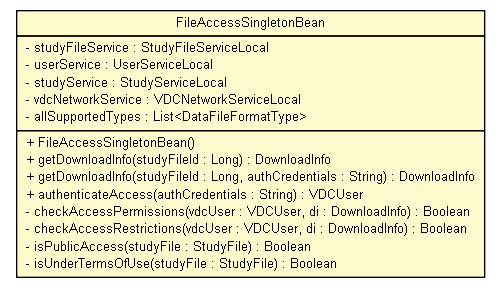 FileAccessSingletonBean
- studyFileService : StudyFileServiceLocal
- userService : UserServiceLocal
- studyService : StudyServiceLocal
- vdcNetworkService : VDCNetworkServiceLocal
- allSupportedTypes : List<DataFileFormatType>
+ FileAccessSingletonBean()
+ getDownloadInfo(studyFileId : Long) : DownloadInfo
+ getDownloadInfo(studyFileId : Long, authCredentials : String) : DownloadInfo
+ authenticateAccess(authCredentials : String) : VDCUser
- checkAccessPermissions(vdcUser : VDCUser, di : DownloadInfo) : Boolean
- checkAccessRestrictions(vdcUser : VDCUser, di : DownloadInfo) : Boolean
- isPublicAccess(studyFile : StudyFile) : Boolean
- isUnderTermsOfUse(studyFile : StudyFile) : Boolean